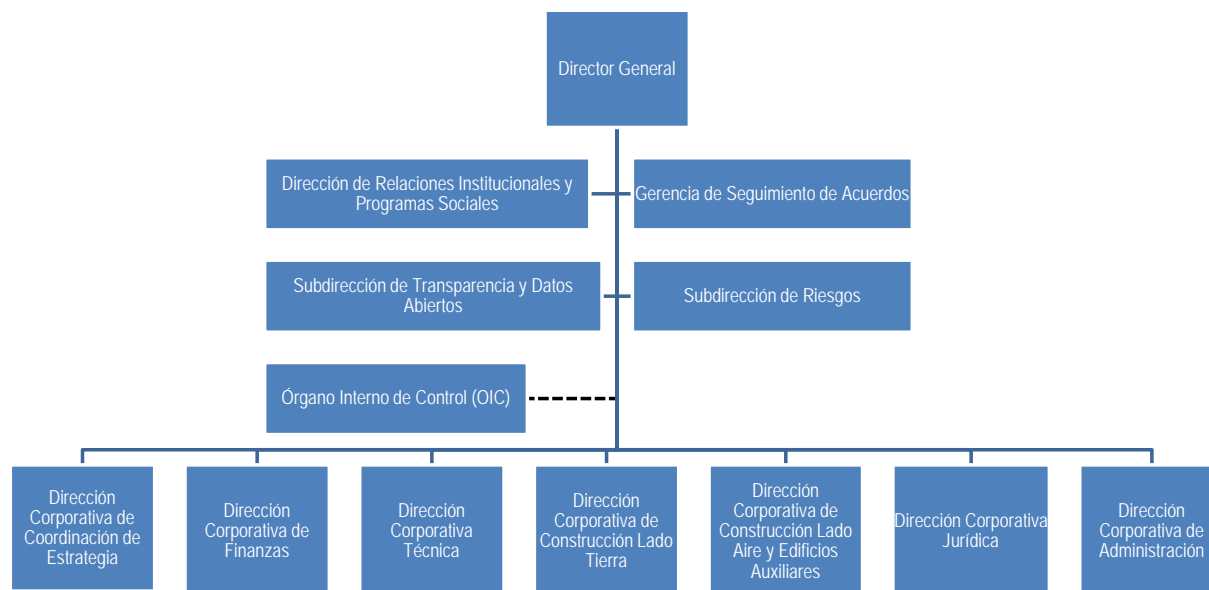 Director General
Dirección de Relaciones Institucionales y
Programas Sociales
Gerencia de Seguimiento de Acuerdos
Subdirección de Transparencia y Datos
Abiertos
Subdirección de Riesgos
Órgano Interno de Control (OIC)
Dirección
Corporativa de
Coordinación de
Estrategia
Dirección
Corporativa de
Finanzas
Dirección
Corporativa
Técnica
Dirección
Corporativa de
Construcción Lado
Tierra
Dirección
Corporativa de
Construcción Lado
Aire y Edificios
Auxiliares
Dirección Corporativa
Jurídica
Dirección
Corporativa de
Administración